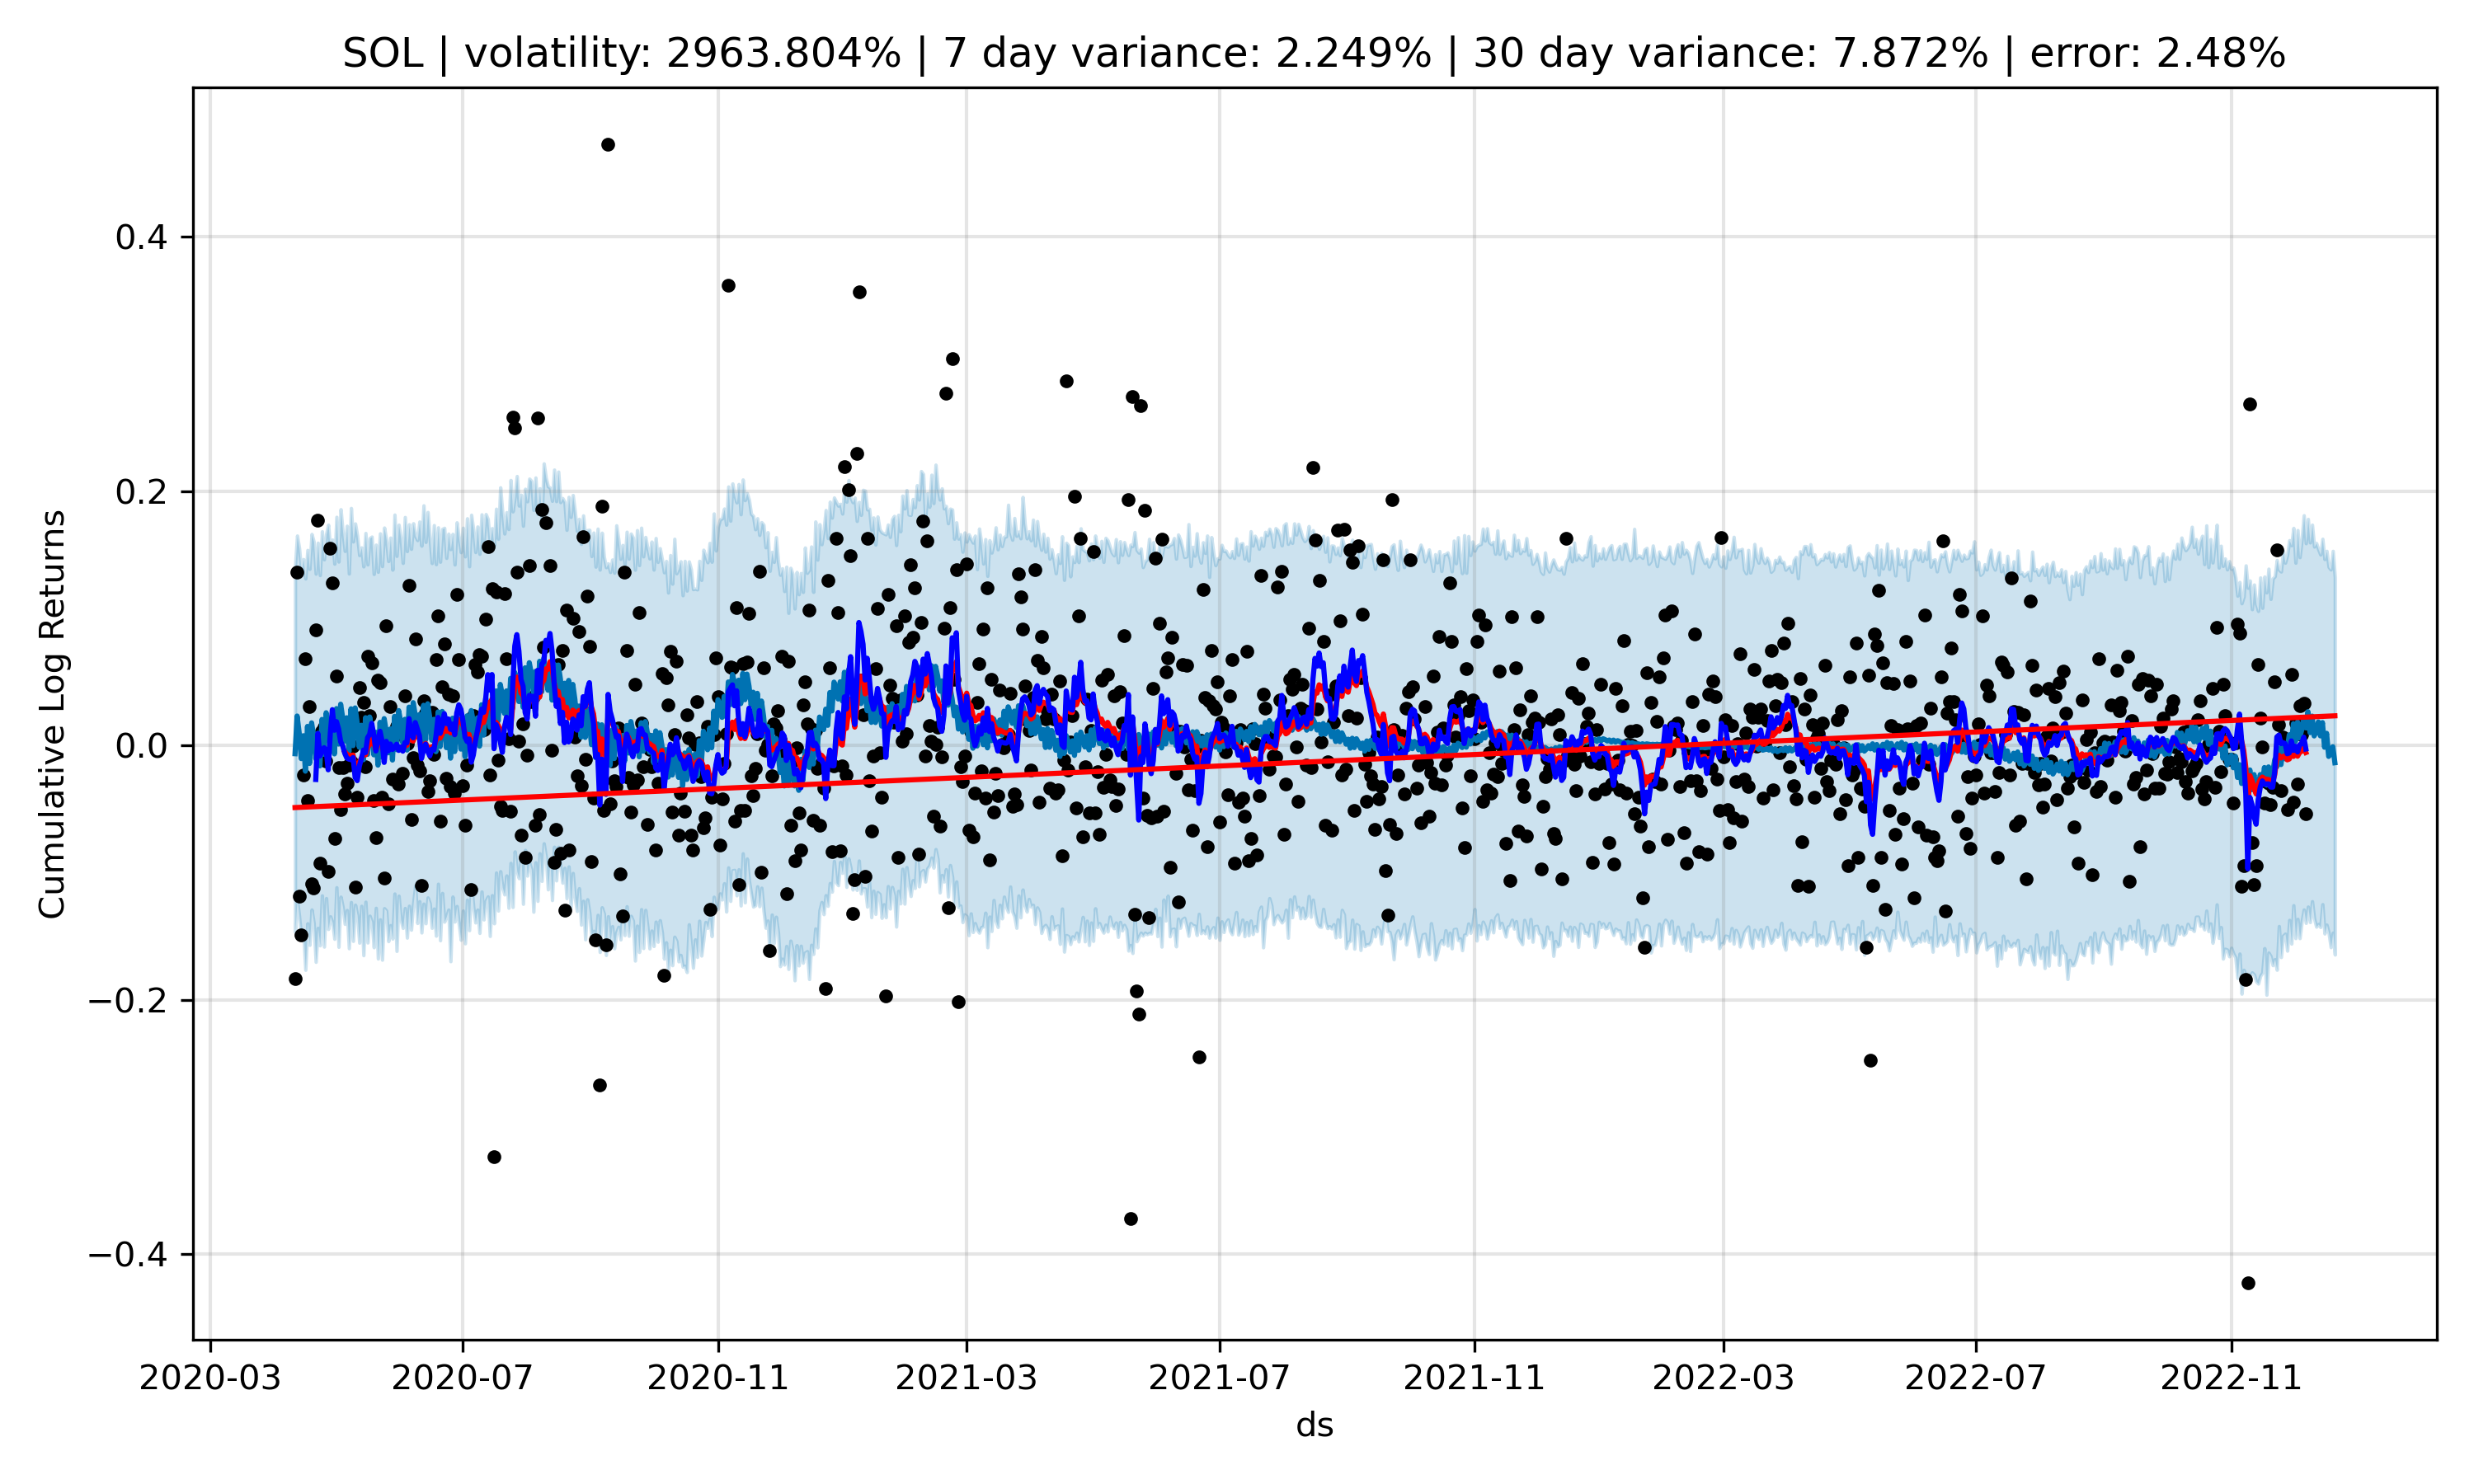 SOL | volatility: 2963.804% | 7 day variance: 2.249% | 30 day variance: 7.872% | error: 2.48%
Cumulative Log Returns
0.4
0.2
0.0
−0.2
−0.4
2020-03 2020-07 2020-11 2021-03 2021-07 2021-11 2022-03 2022-07 2022-11
ds